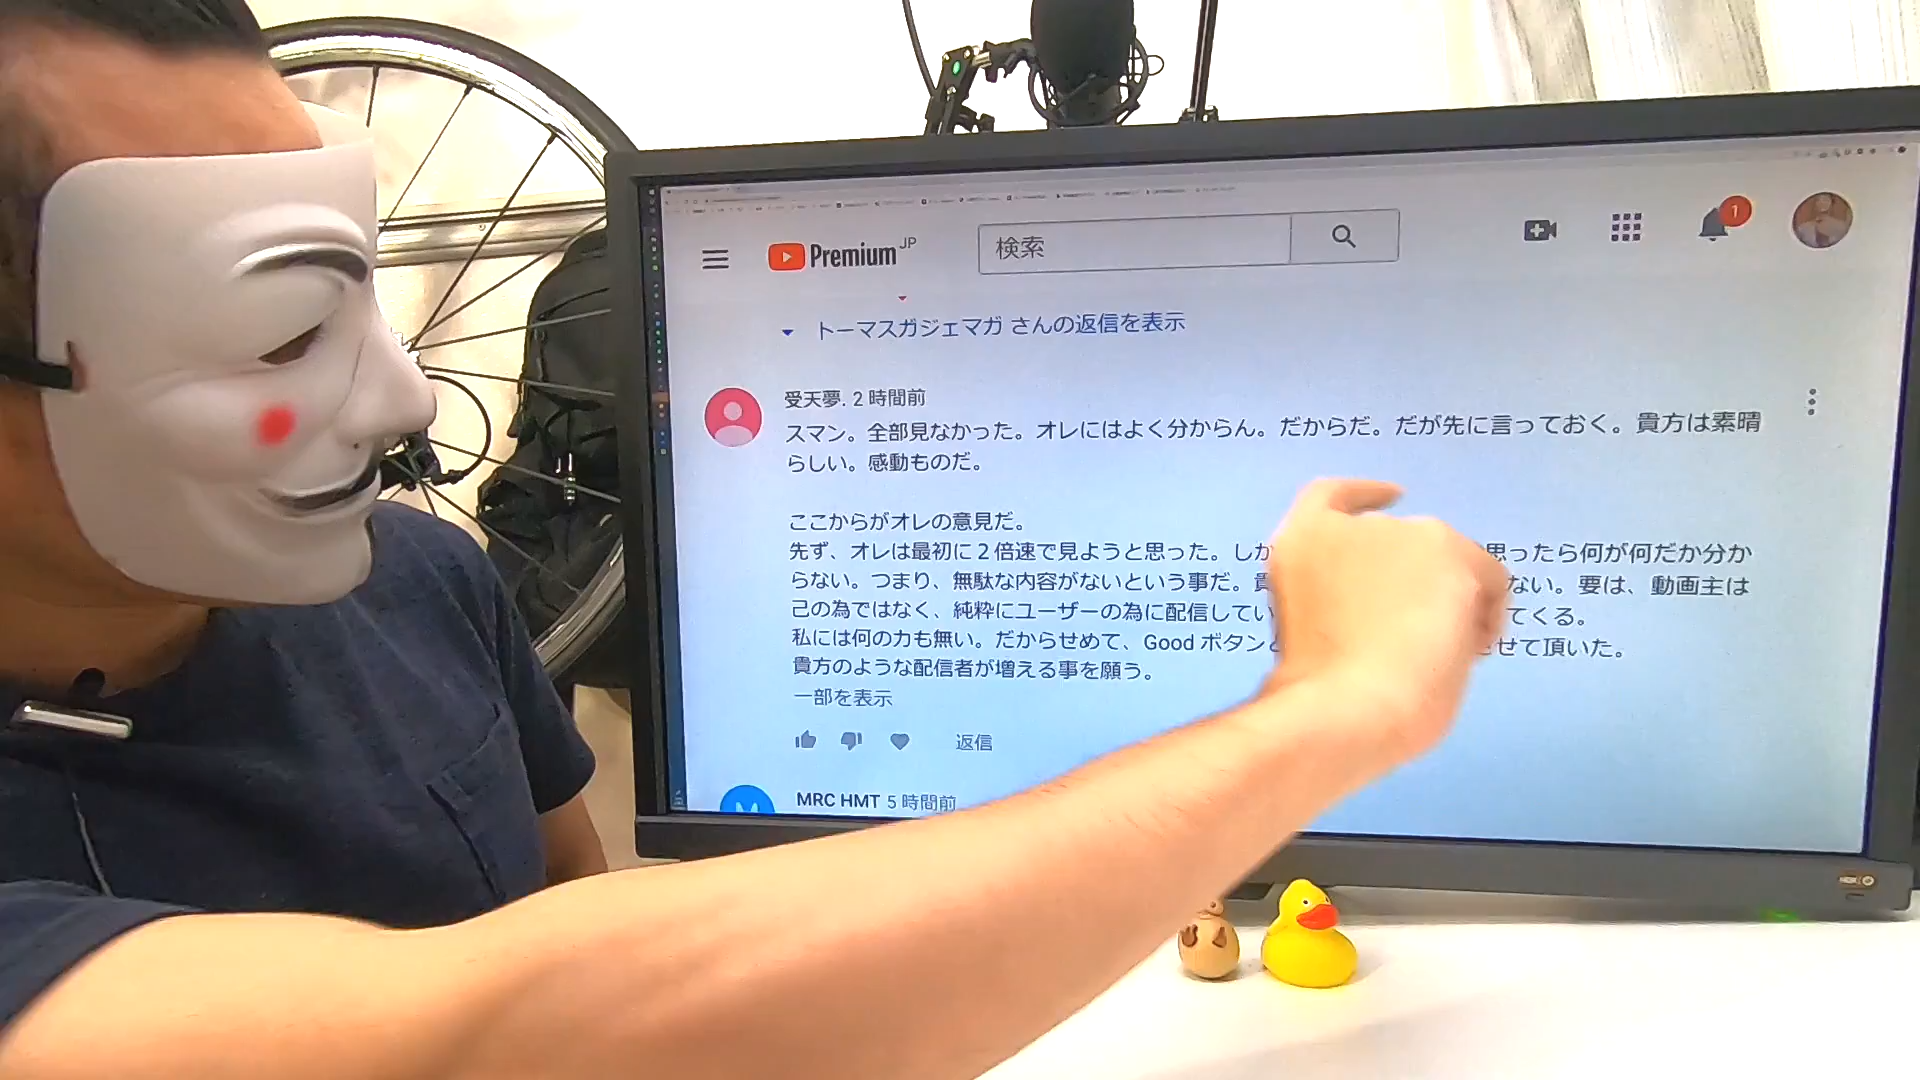 Premium JP
検索
1
トーマスガジェマガ さんの返信を表示
受天夢. 2 時間前
スマン。全部見なかった。オレにはよく分からん。だからだ。だが先に言っておく。貴方は素晴
らしい。感動ものだ。
ここからがオレの意見だ。
先ず、オレは最初に２倍速で見ようと思った。しか 思ったら何が何だか分か
らない。つまり、無駄な内容がないという事だ。貴 ない。要は、動画主は
己の為ではなく、純粋にユーザーの為に配信してい てくる。
私には何の力も無い。だからせめて、Good ボタンと させて頂いた。
貴方のような配信者が増える事を願う。
一部を表示
返信
MRC HMT 5 時間前